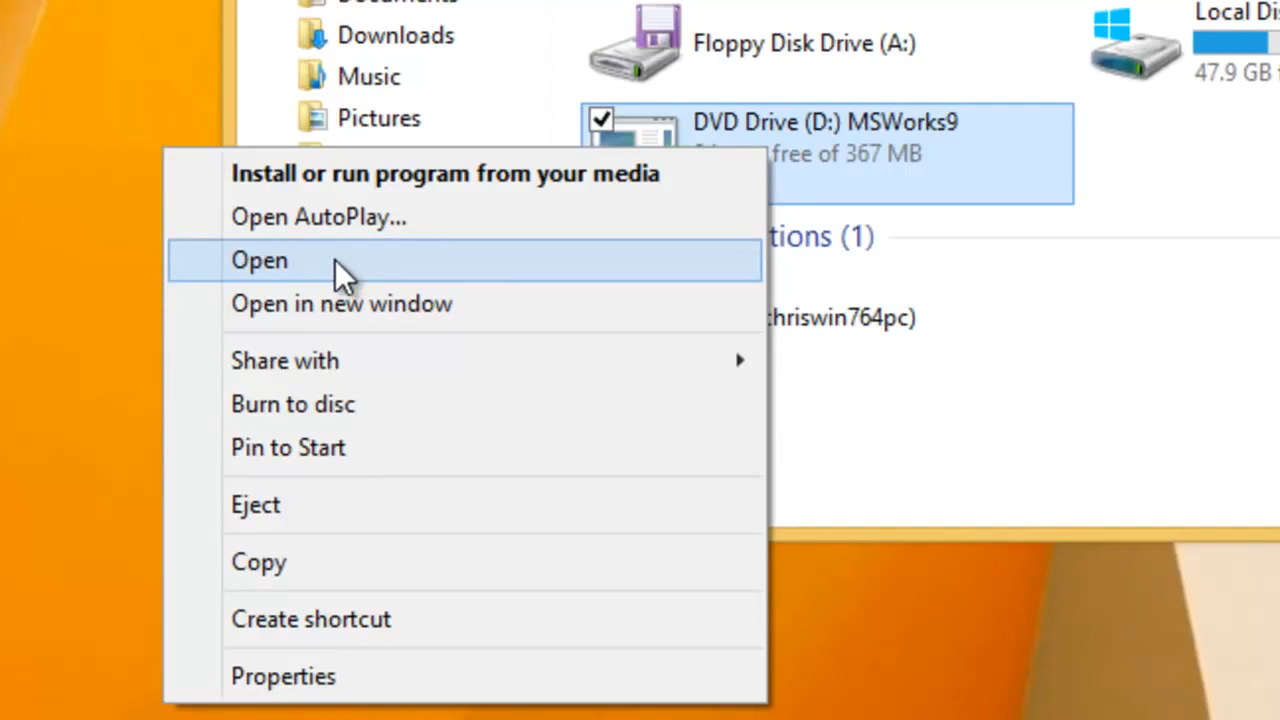 Documents
Downloads
Music
Pictures
Floppy Disk Drive (A:)
Local Dis
47.9 GB f
DVD Drive (D:) MSWorks9
free of 367 MB
tions (1)
chriswin764pc)
Install or run program from your media
Open AutoPlay...
Open
Open in new window
Share with
Burn to disc
Pin to Start
Eject
Copy
Create shortcut
Properties